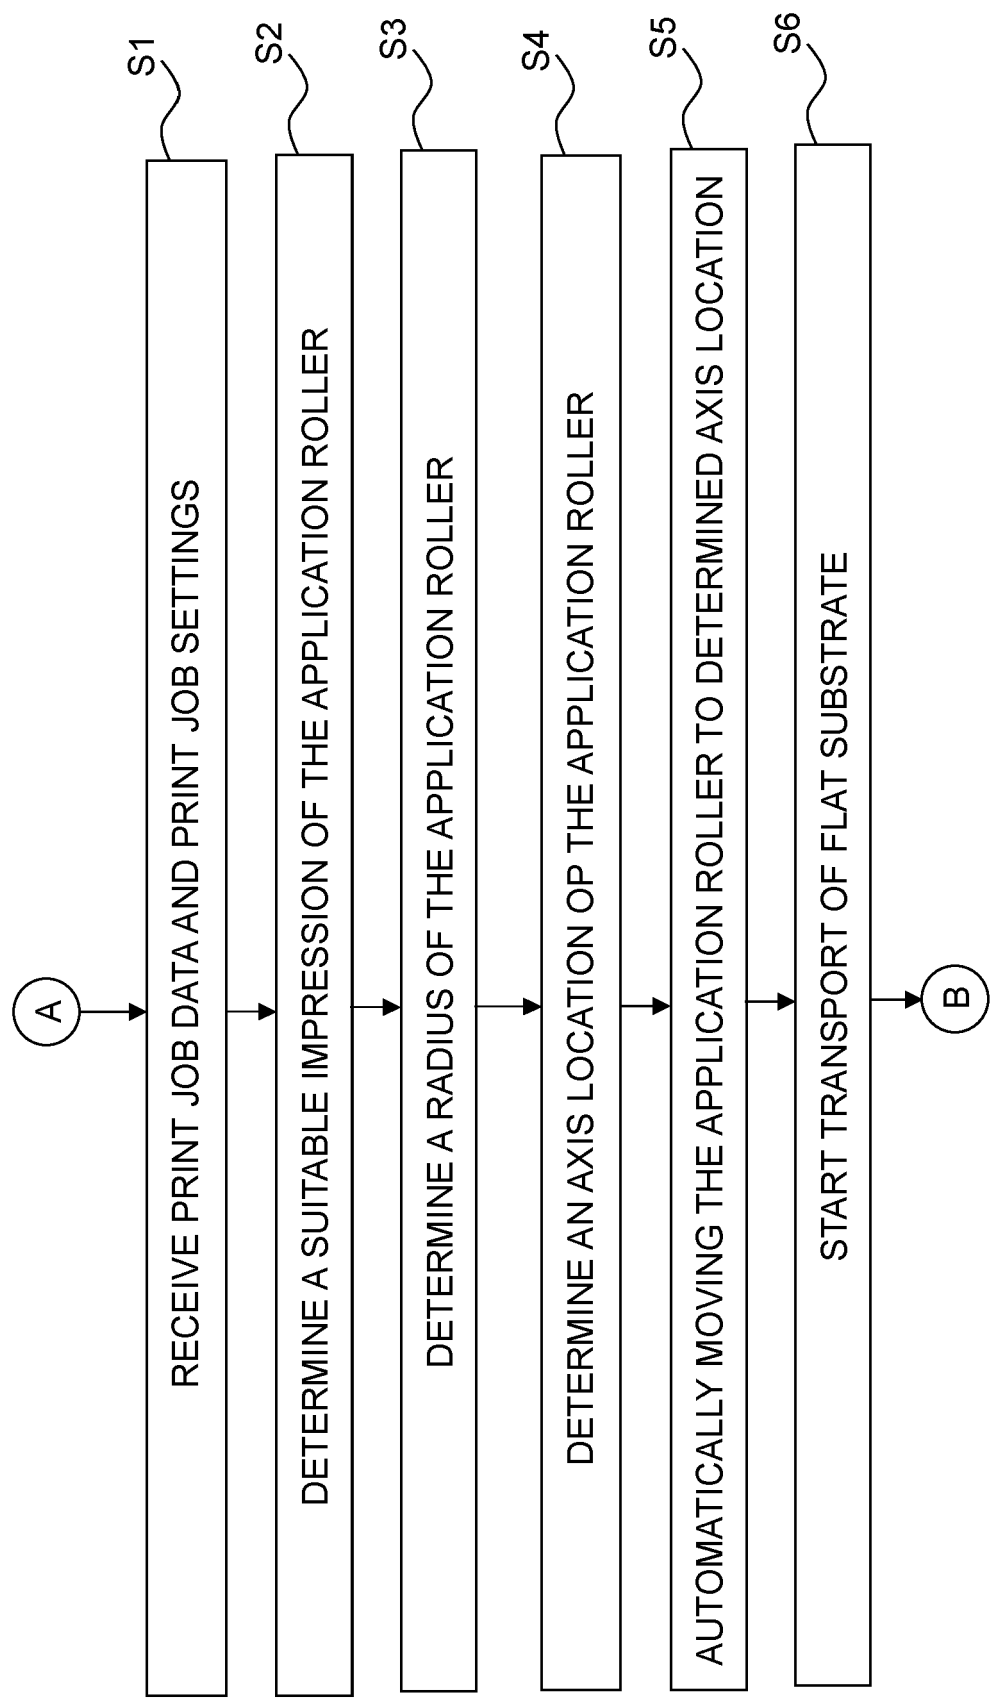 A
S1
RECEIVE PRINT JOB DATA AND PRINT JOB SETTINGS
S2
DETERMINE A SUITABLE IMPRESSION OF THE APPLICATION ROLLER
S3
DETERMINE A RADIUS OF THE APPLICATION ROLLER
S4
DETERMINE AN AXIS LOCATION OP THE APPLICATION ROLLER
S5
AUTOMATICALLY MOVING THE APPLICATION ROLLER TO DETERMINED AXIS LOCATION
S6
START TRANSPORT OF FLAT SUBSTRATE
B